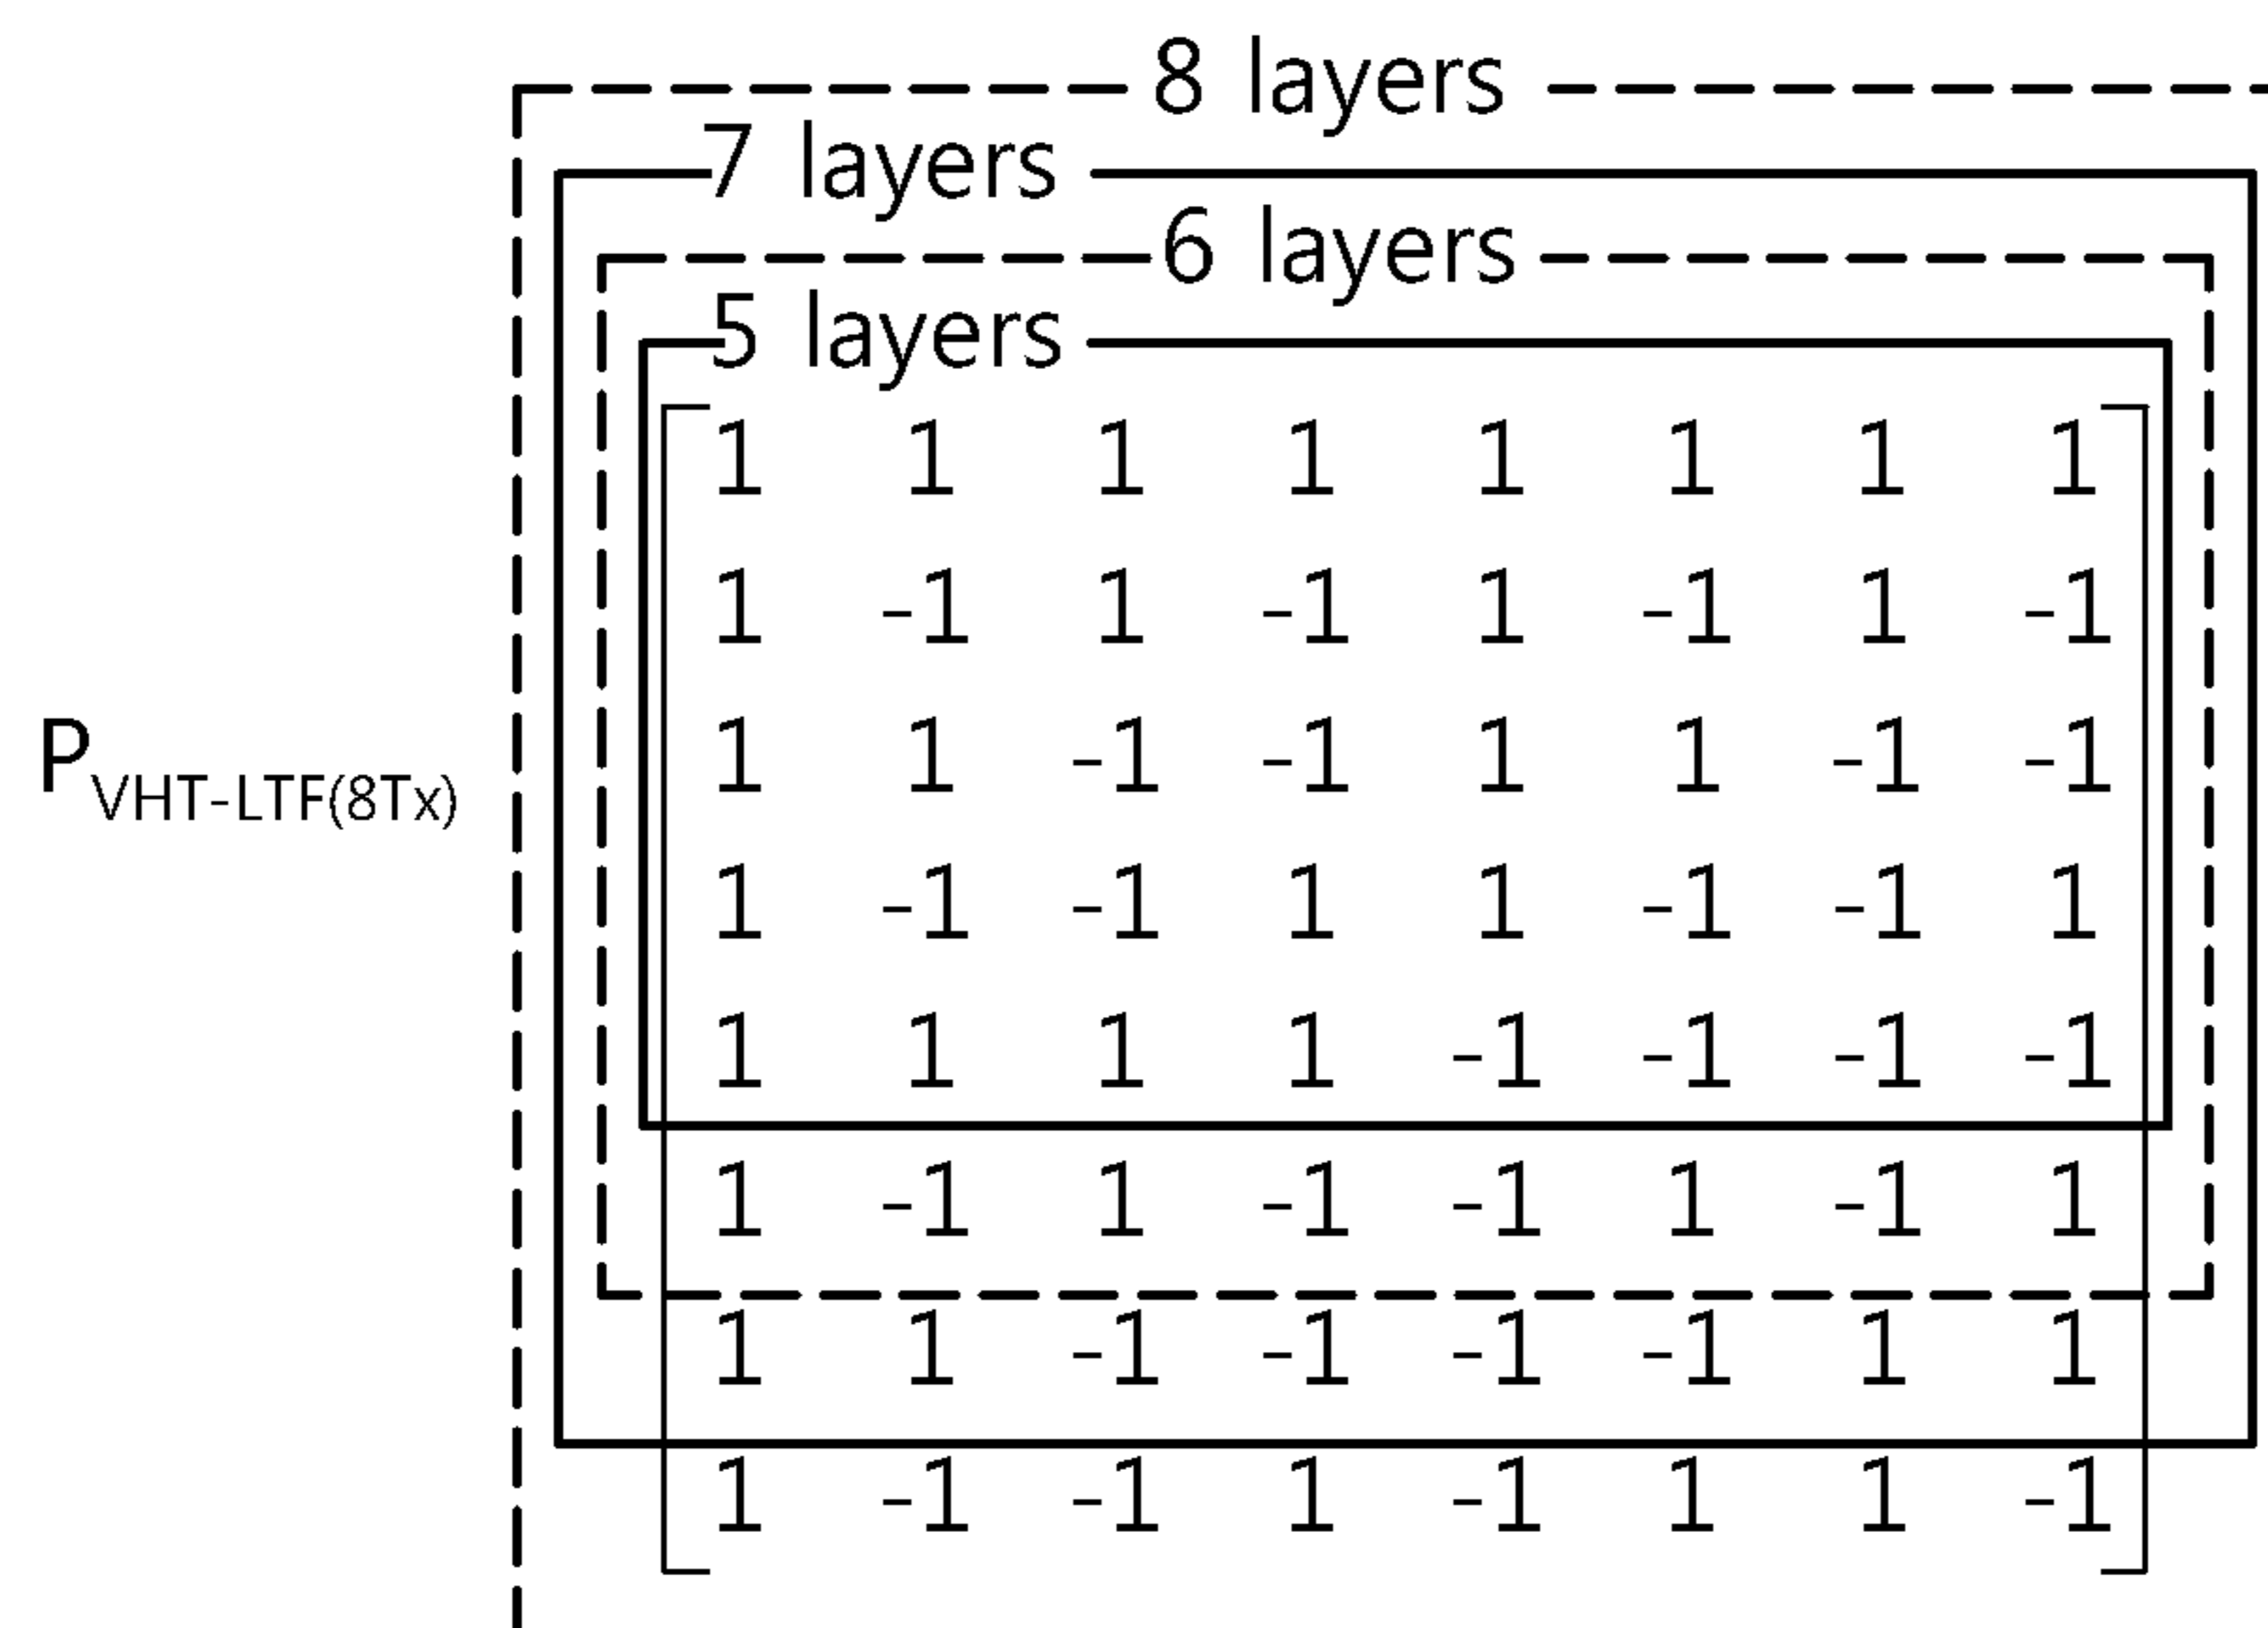 8 layers
7 layers
6 layers
5 layers
1 1 1 1 1 1 1 1
1 -1 1 -1 1 -1 1 -1
1 1 -1 -1 1 1 -1 -1
P VHT-LTF(8Tx)
1 -1 -1 1 1 -1 -1 1
1 1 1 1 -1 -1 -1 -1
1 -1 1 -1 -1 1 -1 1
1 1 -1 -1 -1 -1 1 1
1 -1 -1 1 -1 1 1 -1